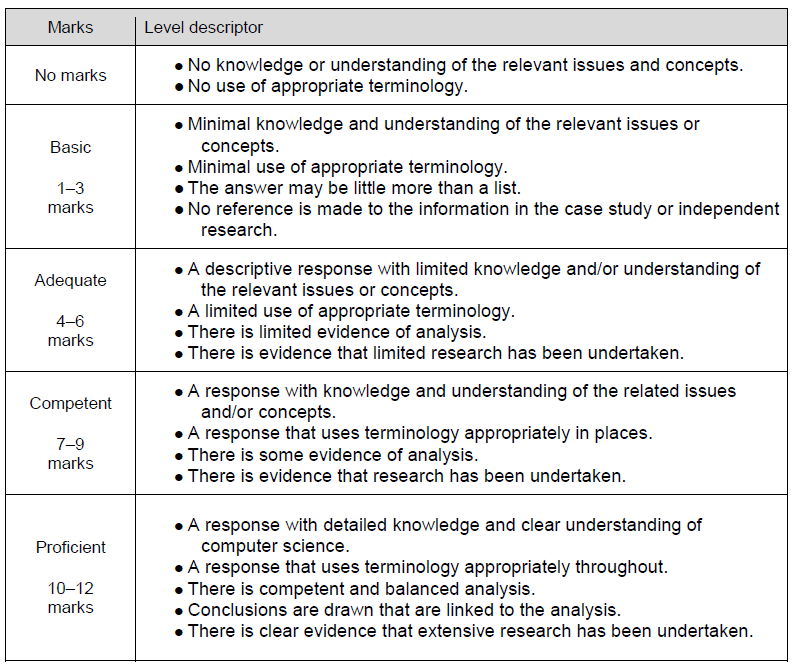 Marks Level descriptor
No marks
● No knowledge or understanding of the relevant issues and concepts.
● No use of appropriate terminology.
Basic
1–3
marks
● Minimal knowledge and understanding of the relevant issues or
concepts.
● Minimal use of appropriate terminology.
● The answer may be little more than a list.
● No reference is made to the information in the case study or independent
research.
Adequate
4–6
marks
● A descriptive response with limited knowledge and/or understanding of
the relevant issues or concepts.
● A limited use of appropriate terminology.
● There is limited evidence of analysis.
● There is evidence that limited research has been undertaken.
Competent
7–9
marks
● A response with knowledge and understanding of the related issues
and/or concepts.
● A response that uses terminology appropriately in places.
● There is some evidence of analysis.
● There is evidence that research has been undertaken.
Proficient
10–12
marks
● A response with detailed knowledge and clear understanding of
computer science.
● A response that uses terminology appropriately throughout.
● There is competent and balanced analysis.
● Conclusions are drawn that are linked to the analysis.
● There is clear evidence that extensive research has been undertaken.